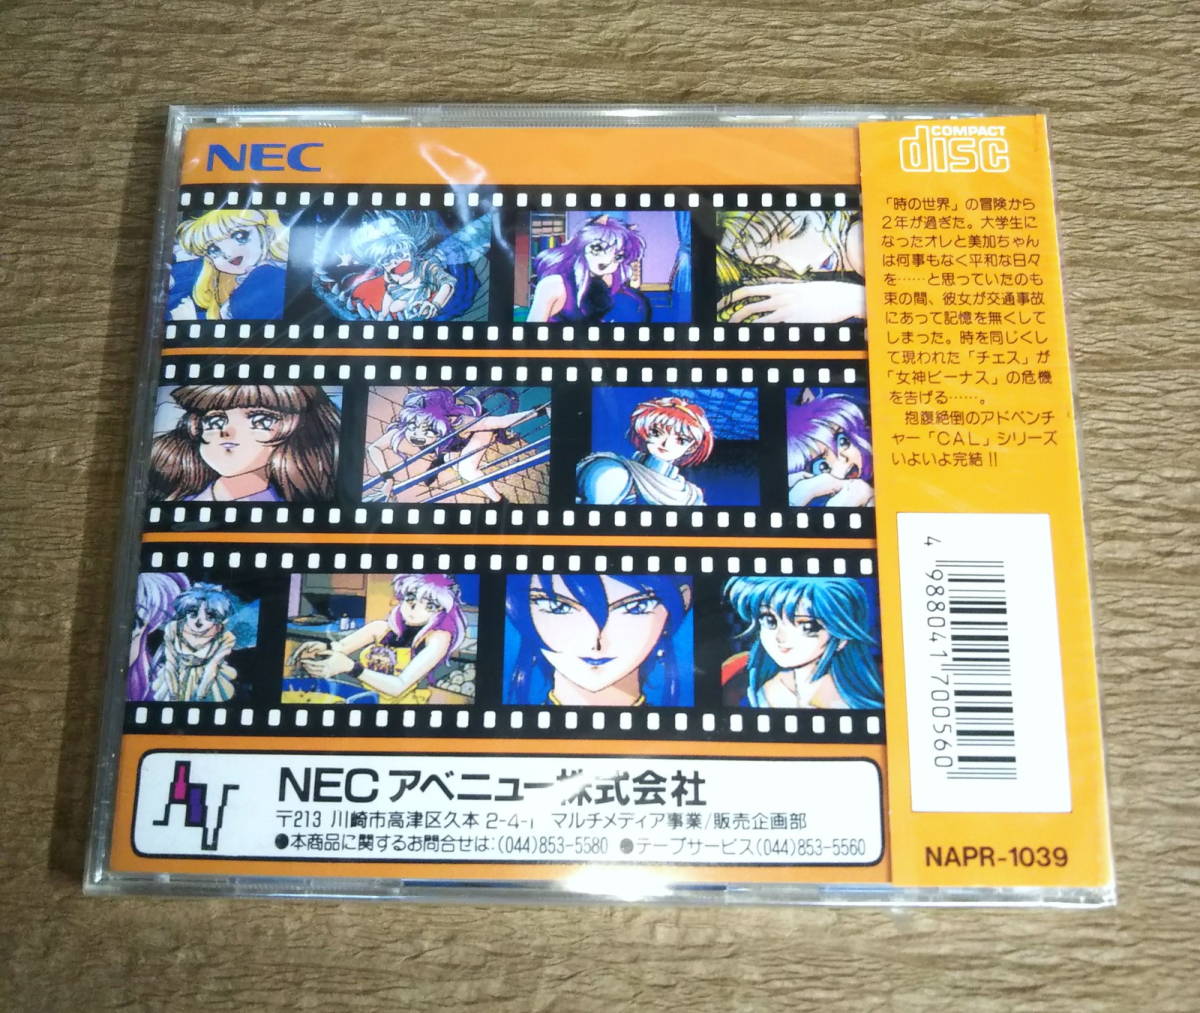 NEC
COMPACT
disc
「時の世界」の冒険から
2年が過ぎた。大学生に
なったオレと美加ちゃん
は何事もなく平和な日々
を……と思っていたのも
束の間、彼女が交通事故
にあって記憶を無くして
しまった。時を同じくし
て現われた「チェス」が
「女神ビーナス」の危機
を告げる……。
抱腹絶倒のアドベンチ
ャー「CAL」シリーズ
いよいよ完結!!
4 988041 700560
NEC アベニュー株式会社
〒213 川崎市高津区久本 2-4-1 マルチメディア事業/販売企画部
●本商品に関するお問合せは:(044)853-5580 ●テープサービス(044)853-5560
NAPR-1039